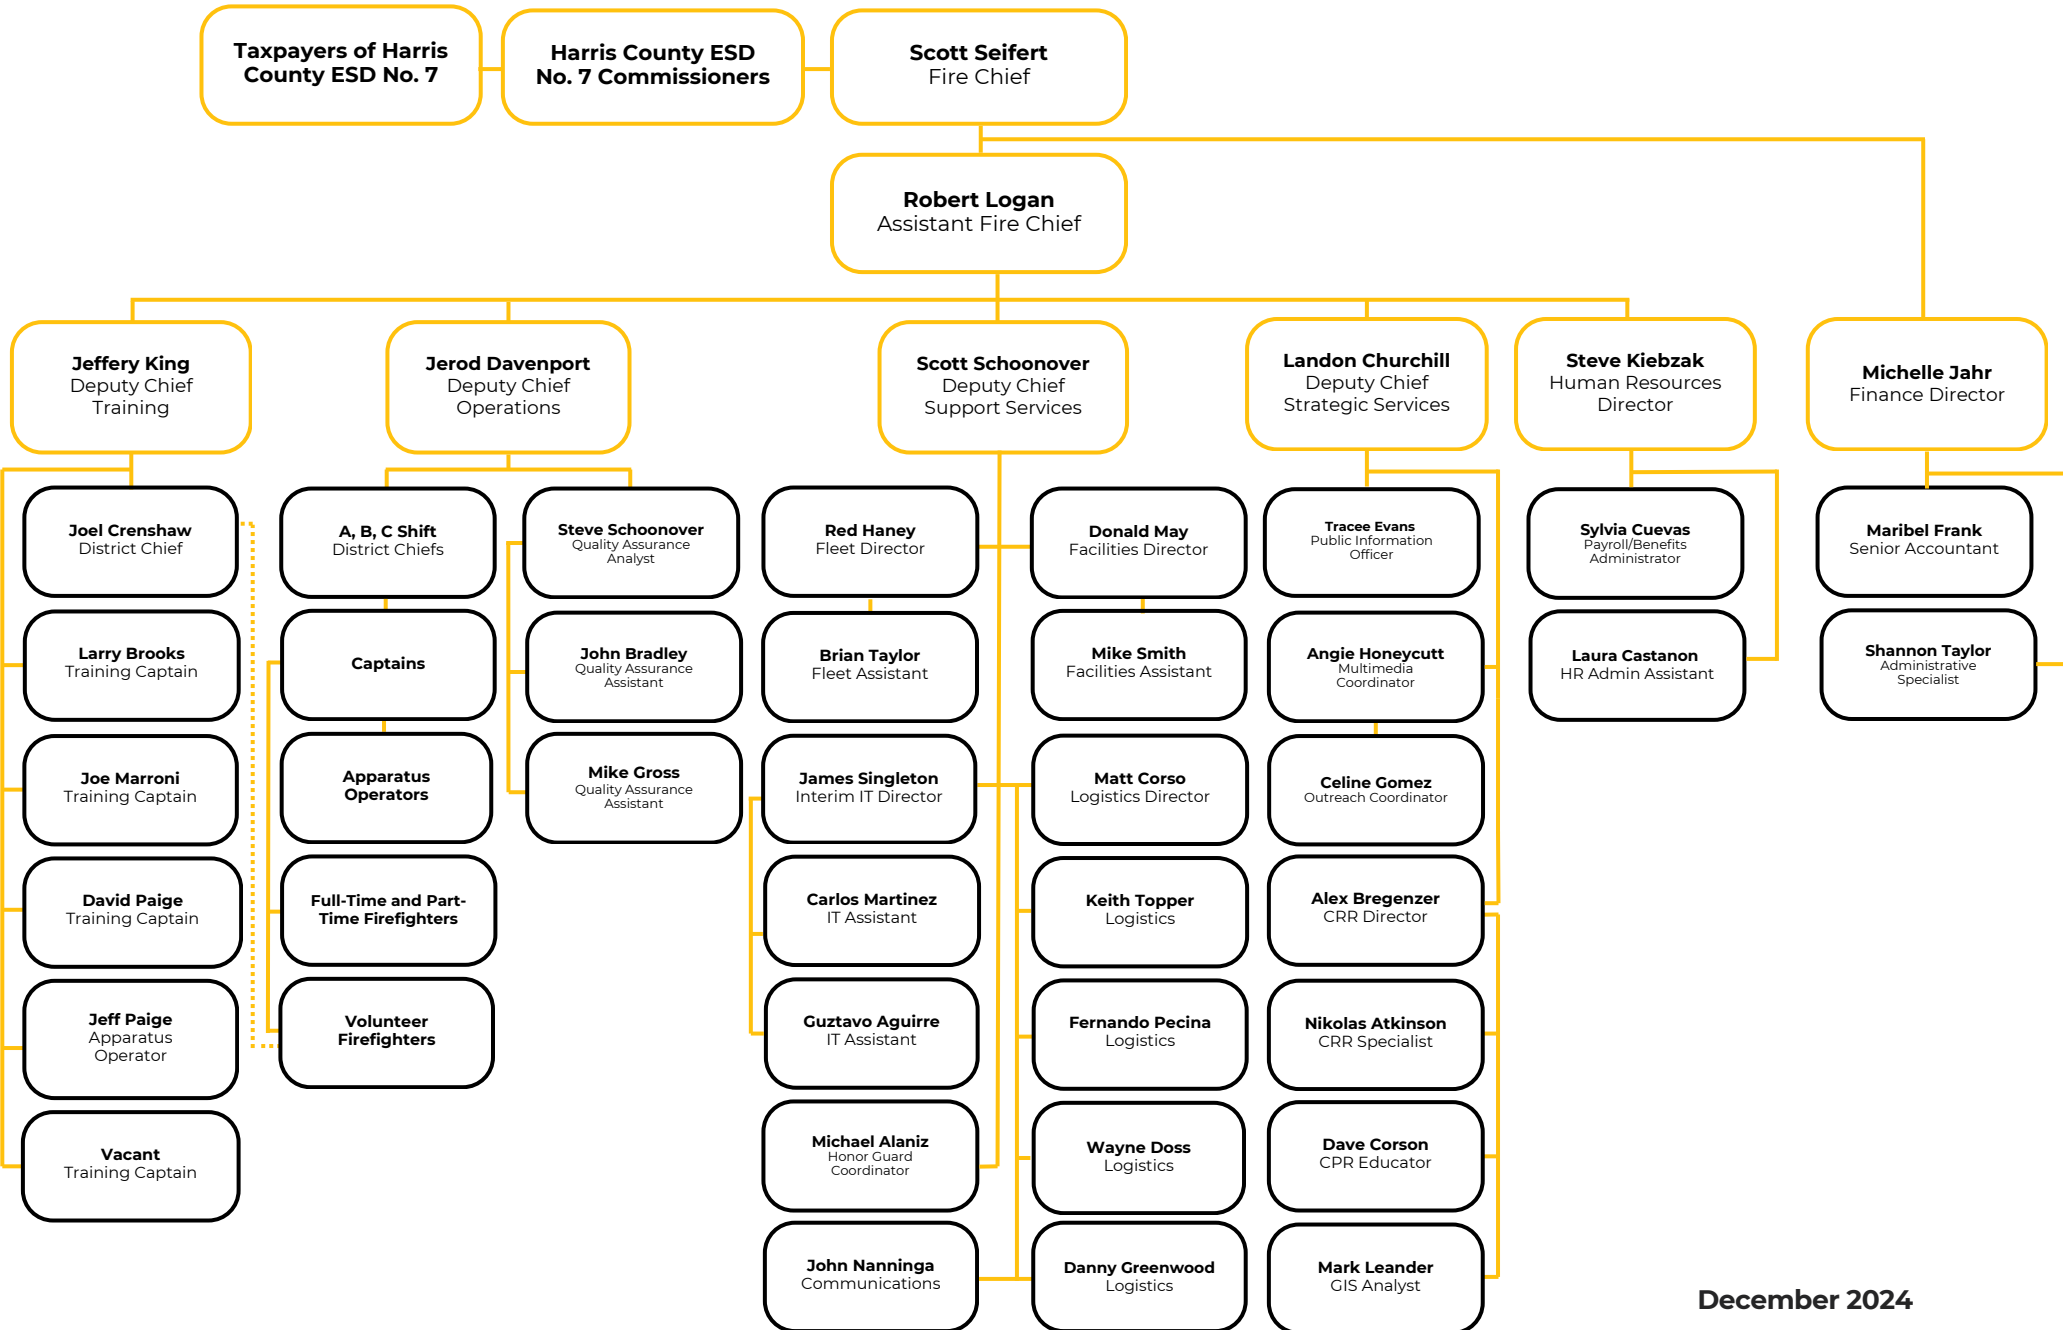 Taxpayers of Harris
County ESD No. 7
Harris County ESD
No. 7 Commissioners
Scott Seifert
Fire Chief
Robert Logan
Assistant Fire Chief
Jeffery King
Deputy Chief
Training
Jerod Davenport
Deputy Chief
Operations
Scott Schoonover
Deputy Chief
Support Services
Landon Churchill
Deputy Chief
Strategic Services
Steve Kiebzak
Human Resources
Director
Michelle Jahr
Finance Director
Joel Crenshaw
District Chief
Larry Brooks
Training Captain
Joe Marroni
Training Captain
David Paige
Training Captain
Jeff Paige
Apparatus
Operator
Vacant
Training Captain
A, B, C Shift
District Chiefs
Captains
Apparatus
Operators
Full-Time and Part-
Time Firefighters
Volunteer
Firefighters
Steve Schoonover
Quality Assurance
Analyst
John Bradley
Quality Assurance
Assistant
Mike Gross
Quality Assurance
Assistant
Red Haney
Fleet Director
Brian Taylor
Fleet Assistant
James Singleton
Interim IT Director
Carlos Martinez
IT Assistant
Guztavo Aguirre
IT Assistant
Michael Alaniz
Honor Guard
Coordinator
John Nanninga
Communications
Donald May
Facilities Director
Mike Smith
Facilities Assistant
Matt Corso
Logistics Director
Keith Topper
Logistics
Fernando Pecina
Logistics
Wayne Doss
Logistics
Danny Greenwood
Logistics
Tracee Evans
Public Information
Officer
Angie Honeycutt
Multimedia
Coordinator
Celine Gomez
Outreach Coordinator
Alex Bregenzer
CRR Director
Nikolas Atkinson
CRR Specialist
Dave Corson
CPR Educator
Mark Leander
GIS Analyst
Sylvia Cuevas
Payroll/Benefits
Administrator
Laura Castanon
HR Admin Assistant
Maribel Frank
Senior Accountant
Shannon Taylor
Administrative
Specialist
December 2024